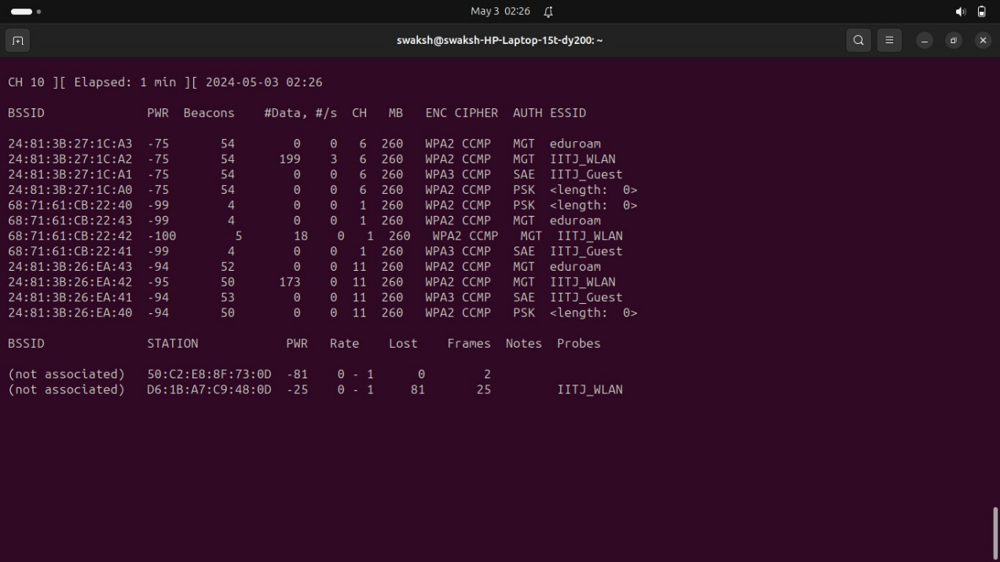 May 3 02:26
swaksh@swaksh-HP-Laptop-15t-dy200: ~
CH 10 ][ Elapsed: 1 min ][ 2024-05-03 02:26
BSSID PWR Beacons #Data, #/s CH MB ENC CIPHER AUTH ESSID
24:81:3B:27:1C:A3 -75 54 0 0 6 260 WPA2 CCMP MGT eduroam
24:81:3B:27:1C:A2 -75 54 199 3 6 260 WPA2 CCMP MGT IITJ_WLAN
24:81:3B:27:1C:A1 -75 54 0 0 6 260 WPA3 CCMP SAE IITJ_Guest
24:81:3B:27:1C:A0 -75 54 0 0 6 260 WPA2 CCMP PSK <length: 0>
68:71:61:CB:22:40 -99 4 0 0 1 260 WPA2 CCMP PSK <length: 0>
68:71:61:CB:22:43 -99 4 0 0 1 260 WPA2 CCMP MGT eduroam
68:71:61:CB:22:42 -100 5 18 0 1 260 WPA2 CCMP MGT IITJ_WLAN
68:71:61:CB:22:41 -99 4 0 0 1 260 WPA3 CCMP SAE IITJ_Guest
24:81:3B:26:EA:43 -94 52 0 0 11 260 WPA2 CCMP MGT eduroam
24:81:3B:26:EA:42 -95 50 173 0 11 260 WPA2 CCMP MGT IITJ_WLAN
24:81:3B:26:EA:41 -94 53 0 0 11 260 WPA3 CCMP SAE IITJ_Guest
24:81:3B:26:EA:40 -94 50 0 0 11 260 WPA2 CCMP PSK <length: 0>
BSSID STATION PWR Rate Lost Frames Notes Probes
(not associated) 50:C2:E8:8F:73:0D -81 0 - 1 0 2
(not associated) D6:1B:A7:C9:48:0D -25 0 - 1 81 25 IITJ_WLAN